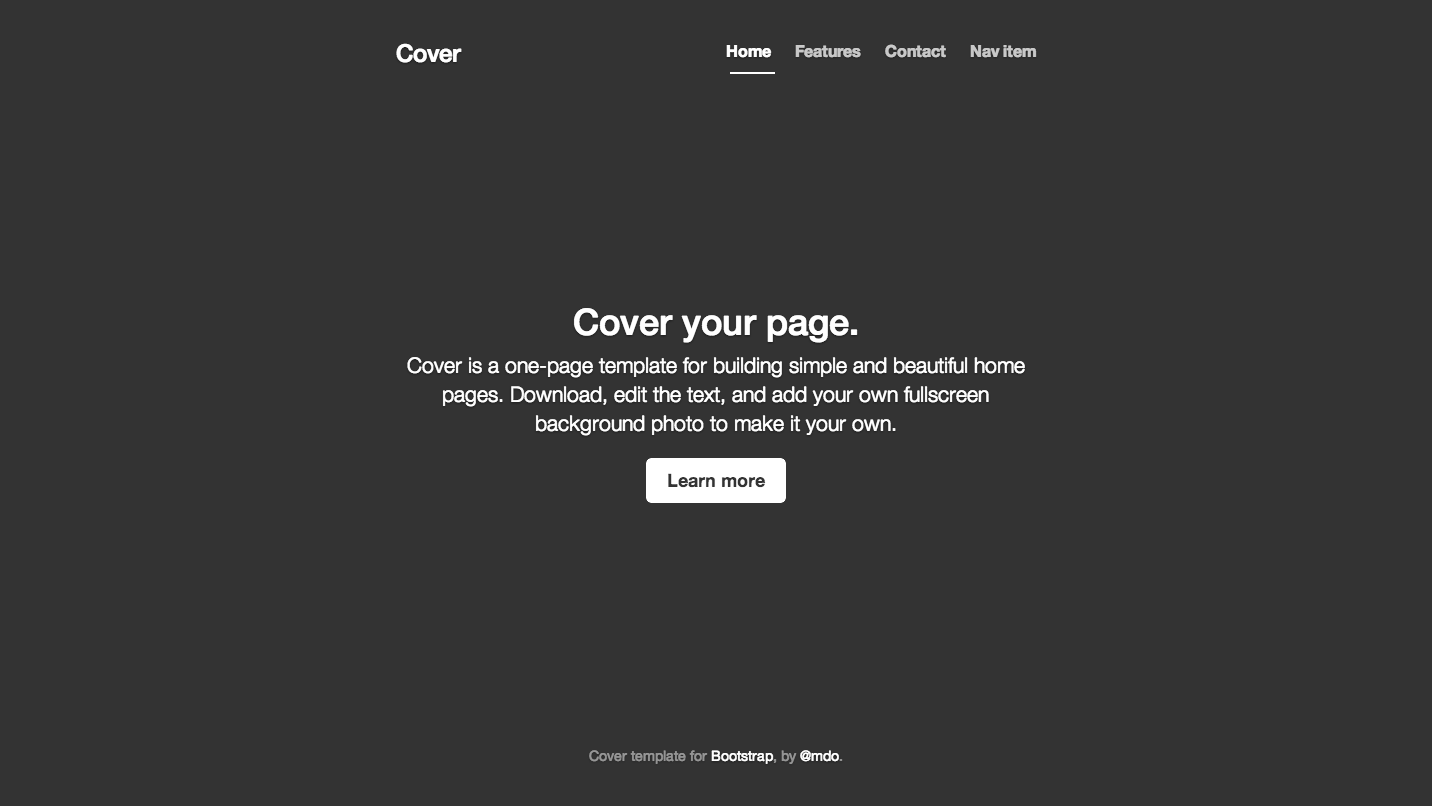 Cover
Home Features Contact Nav item
Cover your page.
Cover is a one-page template for building simple and beautiful home
pages. Download, edit the text, and add your own fullscreen
background photo to make it your own.
Learn more
Cover template for Bootstrap, by @mdo.